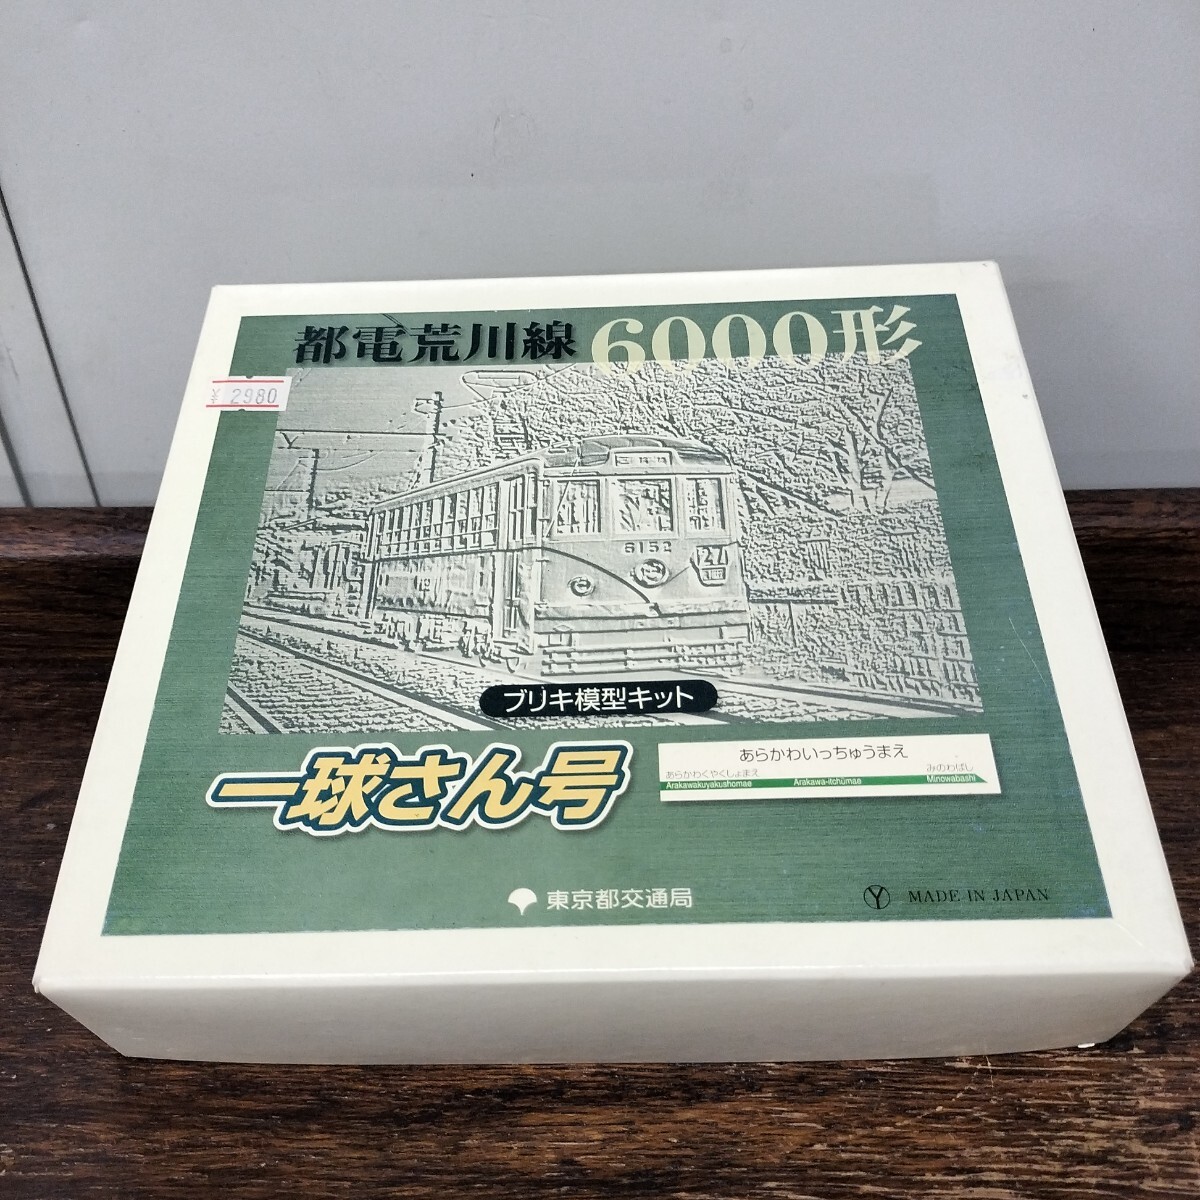 都電荒川線 6000形
¥ 2980
6152
27
ブリキ模型キット
一球さん号
あらかわいっちゅうまえ
あらかわくやくしょまえ
みのわばし
Arakawakuyakushomae
Arakawa-itchūmae
Minowabashi
東京都交通局
Y MADE IN JAPAN